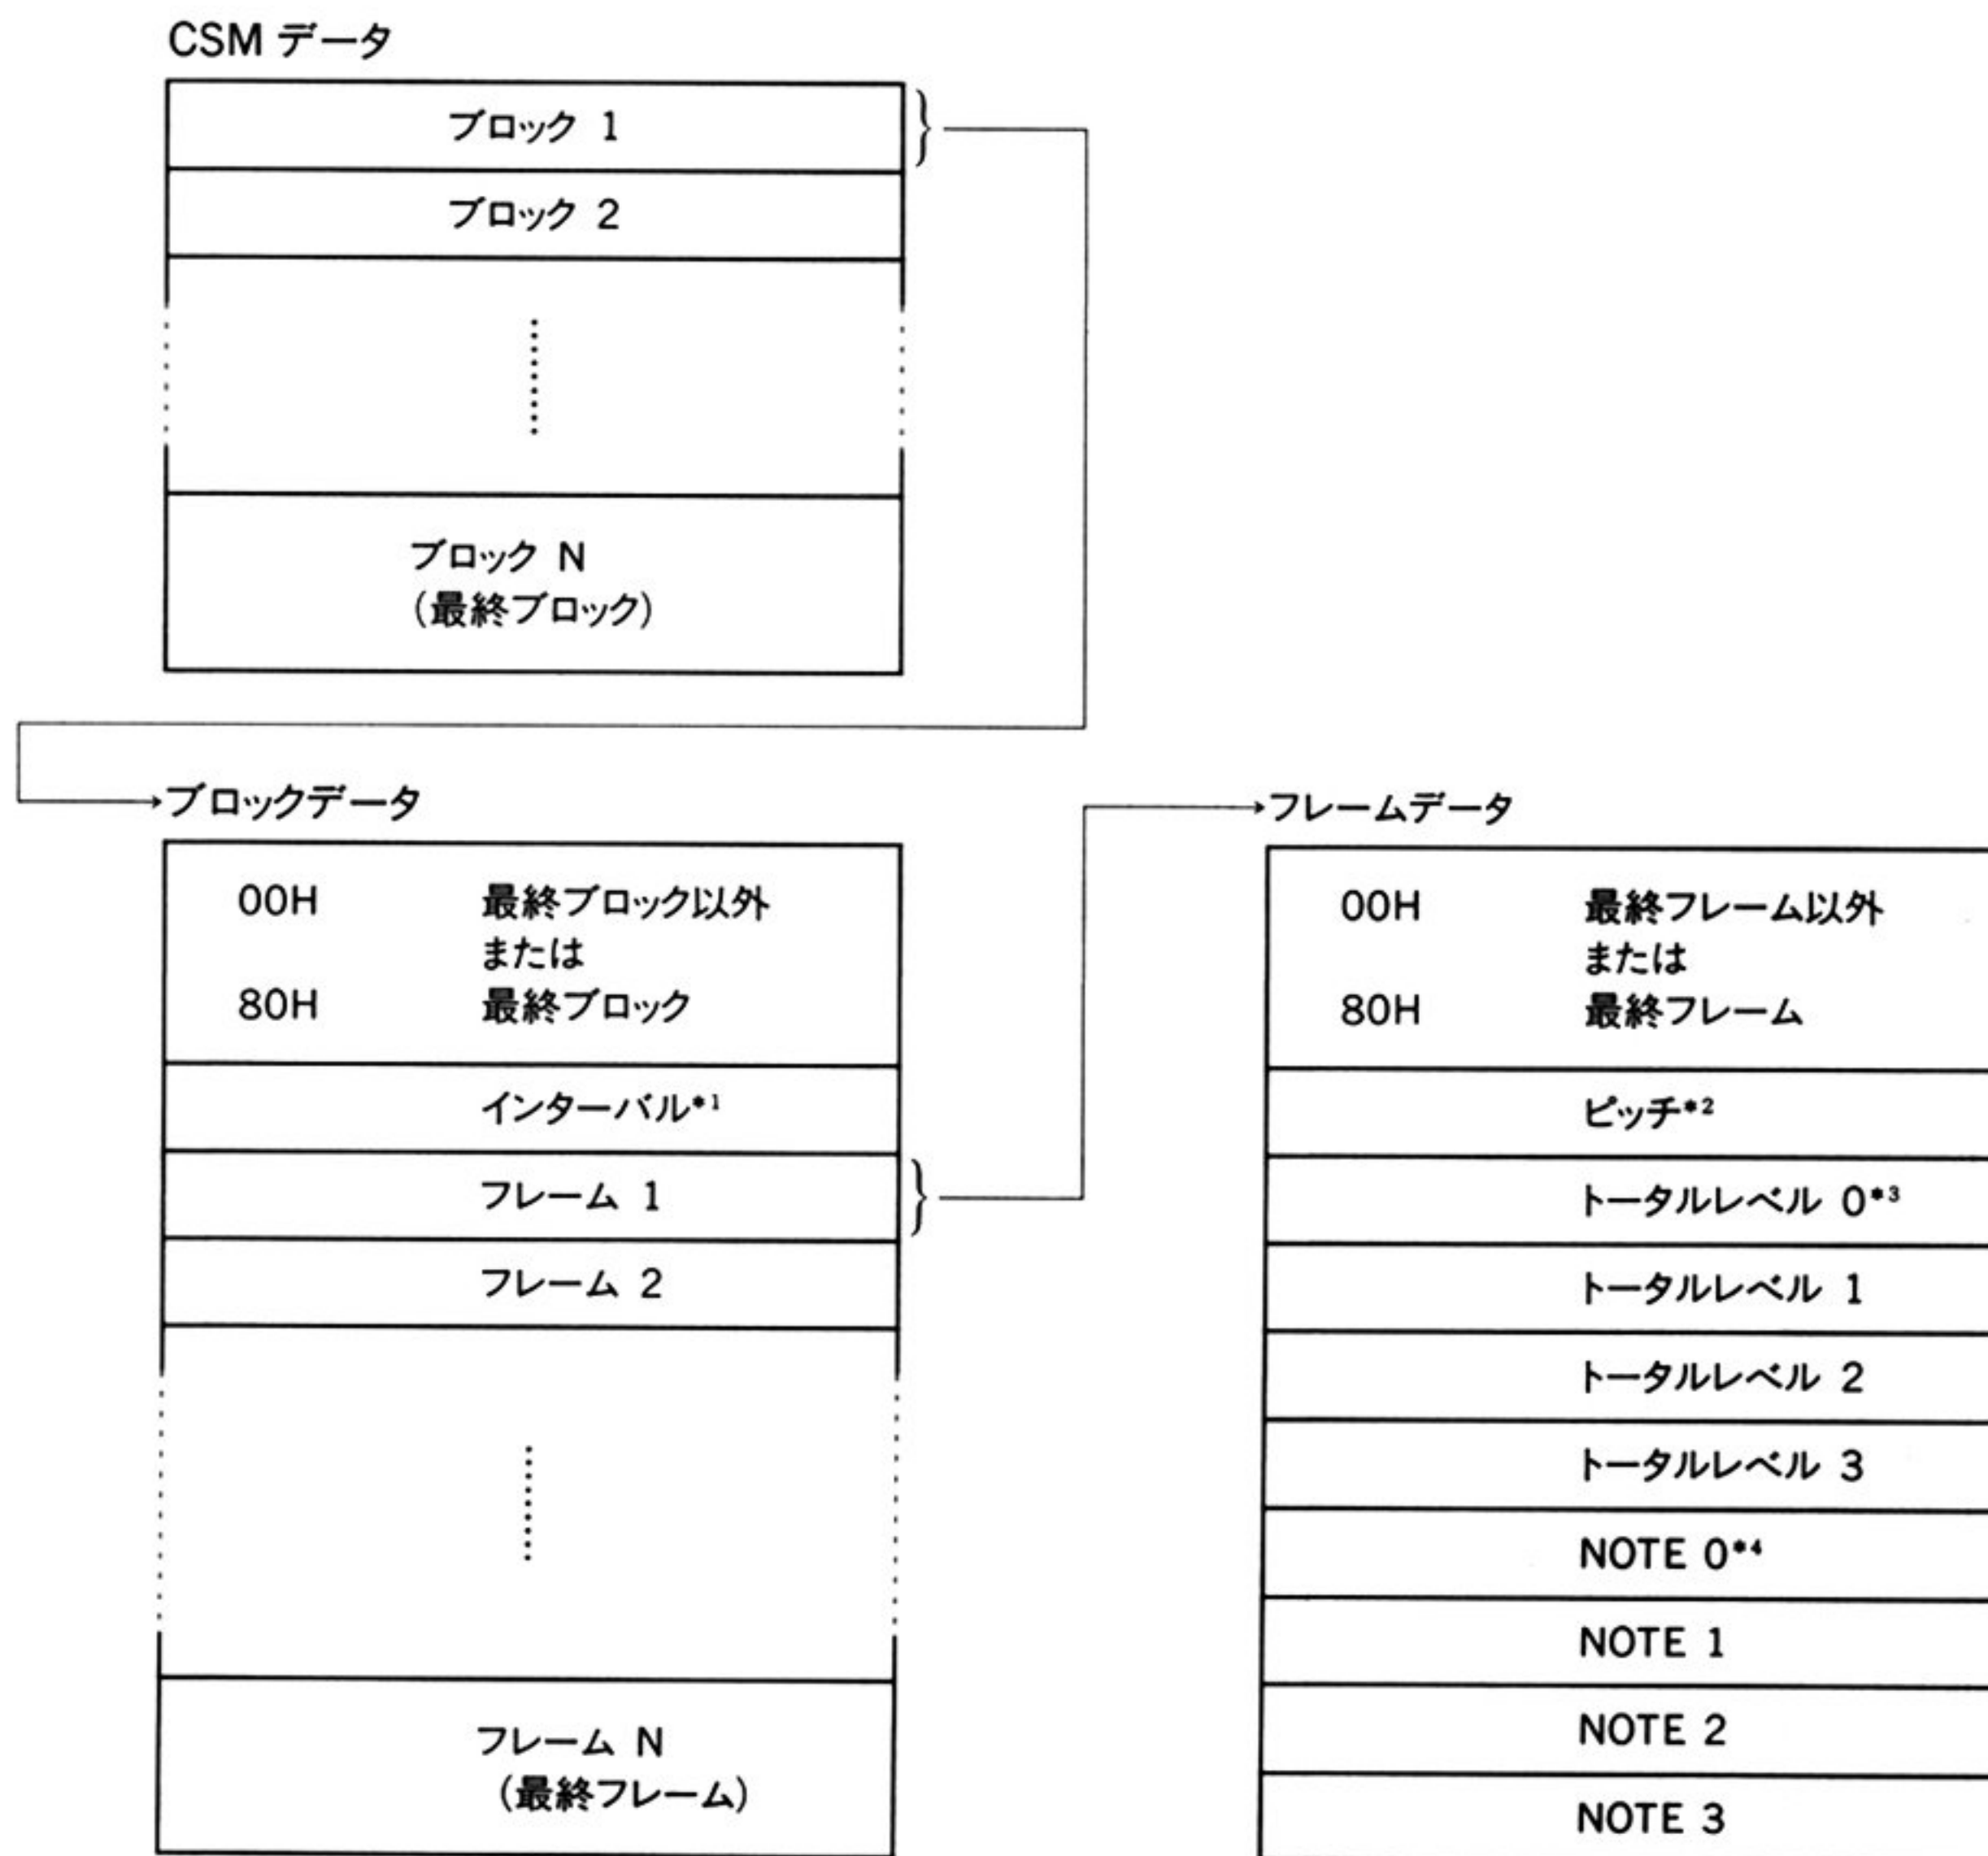 CSM データ
ブロック 1
ブロック 2
ブロック N
(最終ブロック)
ブロックデータ
00H 最終ブロック以外
または
80H 最終ブロック
インターバル*1
フレーム 1
フレーム 2
フレーム N
(最終フレーム)
フレームデータ
00H 最終フレーム以外
または
80H 最終フレーム
ピッチ*2
トータルレベル 0*3
トータルレベル 1
トータルレベル 2
トータルレベル 3
NOTE 0*4
NOTE 1
NOTE 2
NOTE 3